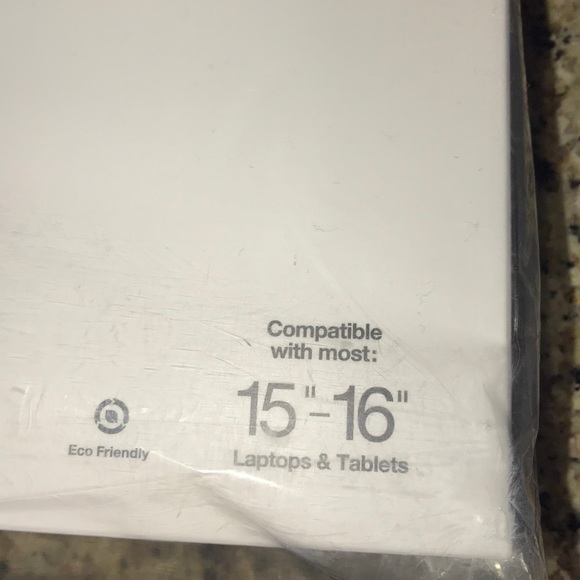 Compatible
with most:
15"-16"
Laptops & Tablets
Eco Friendly